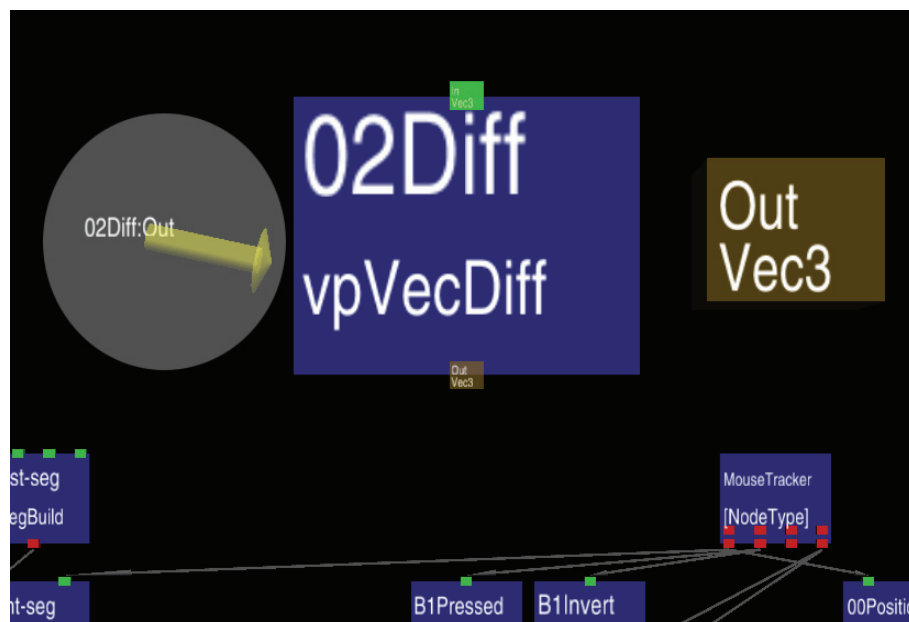 In
Vec3
02Diff
vpVecDiff
Out
Vec3
02Diff:Out
Out
Vec3
st-seg
egBuild
MouseTracker
[NodeType]
nt-seg
B1Pressed
B1Invert
00Positic